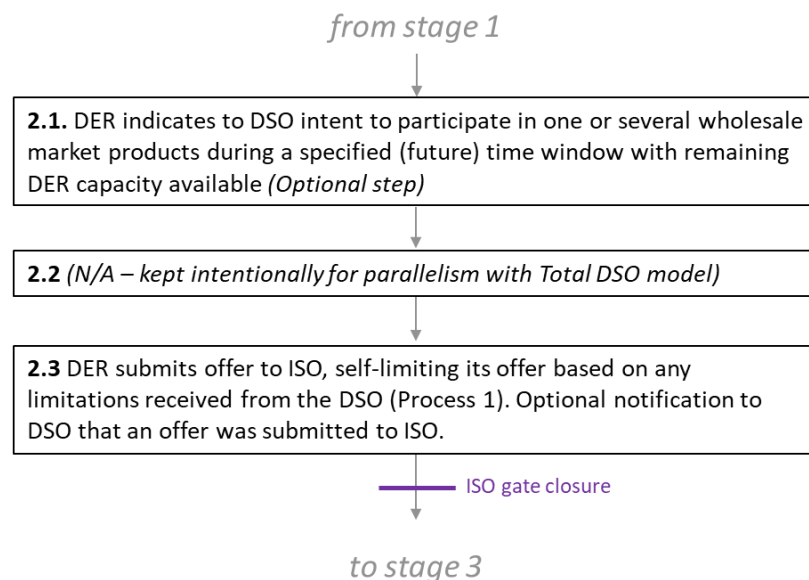 from stage 1
2.1. DER indicates to DSO intent to participate in one or several wholesale
market products during a specified (future) time window with remaining
DER capacity available (Optional step)
2.2 (N/A – kept intentionally for parallelism with Total DSO model)
2.3 DER submits offer to ISO, self-limiting its offer based on any
limitations received from the DSO (Process 1). Optional notification to
DSO that an offer was submitted to ISO.
ISO gate closure
to stage 3